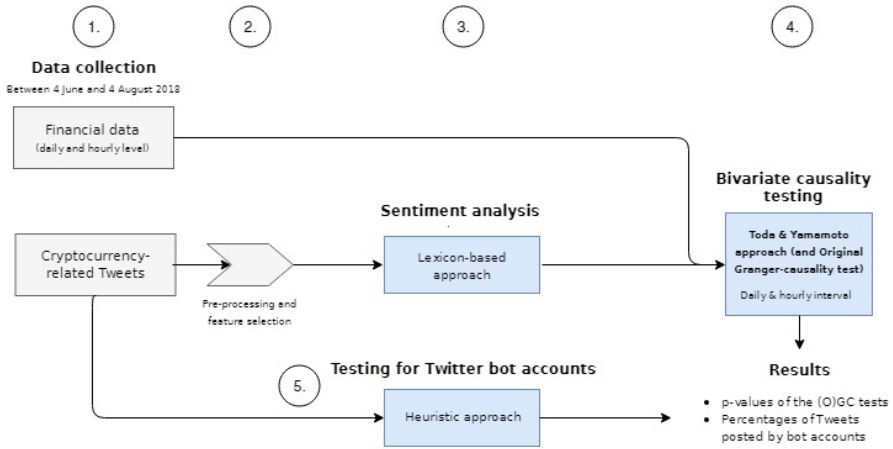 1.
2.
3.
4.
Data collection
Between 4 June and 4 August 2018
Financial data
(daily and hourly level)
Bivariate causality
testing
Sentiment analysis
Cryptocurrency-
related Tweets
Lexicon-based
approach
Toda & Yamamoto
approach (and Original
Granger-causality test)
Daily & hourly interval
Pre-processing and
feature selection
5.
Testing for Twitter bot accounts
Heuristic approach
Results
• p-values of the (O)GC tests
• Percentages of Tweets
posted by bot accounts